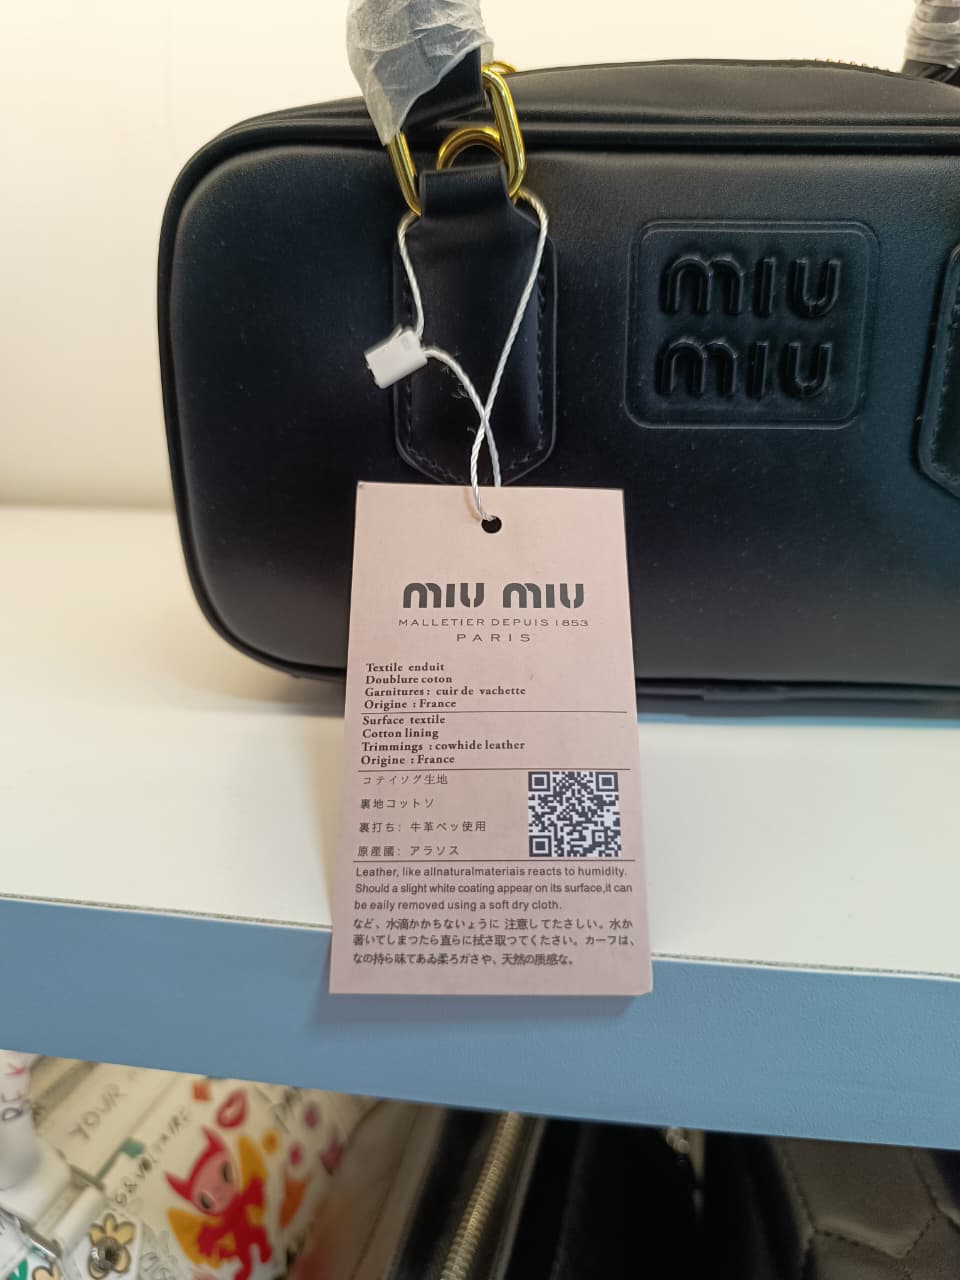 miu
miu
miu miu
MALLETIER DEPUIS 1853
PARIS
Textile enduit
Doublure coton
Garnitures : cuir de vachette
Origine : France
Surface textile
Cotton lining
Trimmings : cowhide leather
Origine : France
コテイソグ生地
裏地コットソ
裏打ち：牛革ペッ使用
原産國：アラソス
Leather, like allnaturalmateriais reacts to humidity.
Should a slight white coating appear on its surface,it can
be eaily removed using a soft dry cloth.
など、水滴かかちないょうに 注意してたさしい。水か
著いてしまつたら直らに拭き取つてくたさい。カーフは、
なの持ら味てあゐ柔ろガさや、天然の質感な。
YOUR
&VOLTAIRE